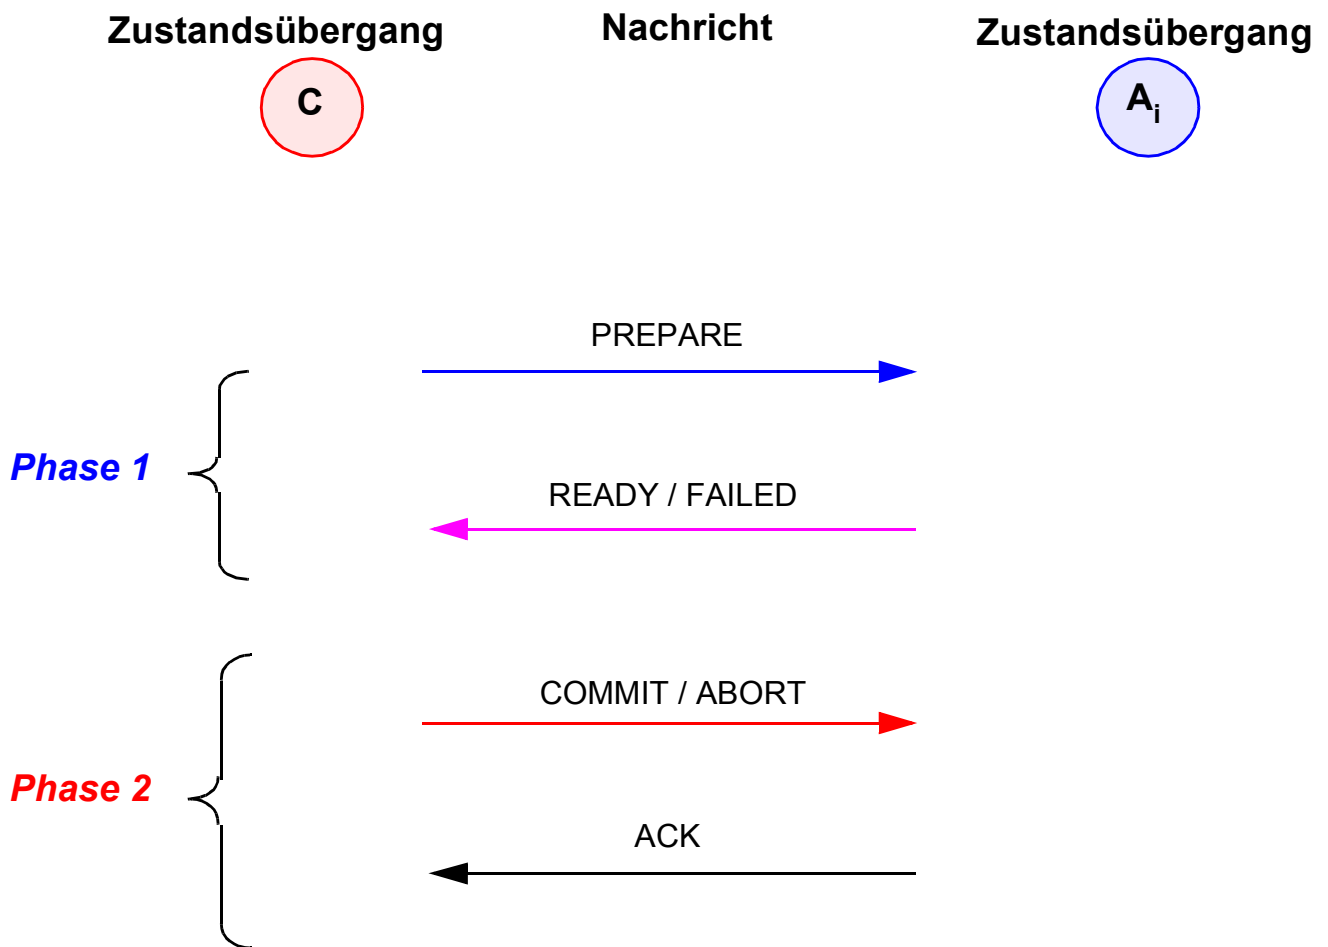 Zustandsübergang Nachricht Zustandsübergang
C Ai
PREPARE
Phase 1
READY / FAILED
COMMIT / ABORT
Phase 2
ACK